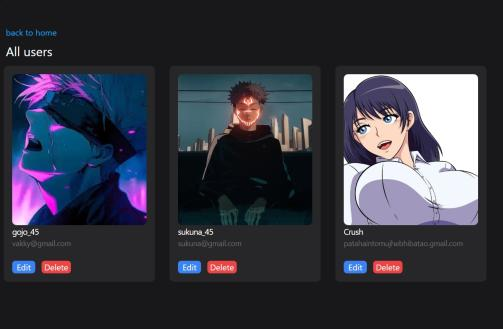 back to home
All users
gojo_45
vakky@gmail.com
Edit Delete
sukuna_45
sukuna@gmail.com
Edit Delete
Crush
patahaintomujhebhibatao.gmail.com
Edit Delete